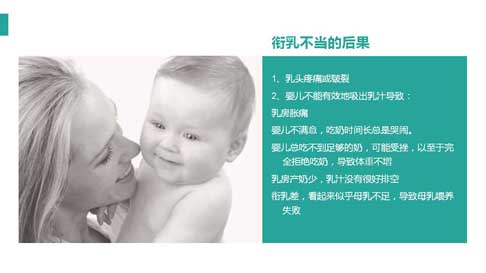 衔乳不当的后果
1、乳头疼痛或皲裂
2、婴儿不能有效地吸出乳汁导致：
乳房胀痛
婴儿不满意，吃奶时间长总是哭闹。
婴儿总吃不到足够的奶，可能受挫，以至于完
全拒绝吃奶，导致体重不增
乳房产奶少，乳汁没有很好排空
衔乳差，看起来似乎母乳不足，导致母乳喂养
失败